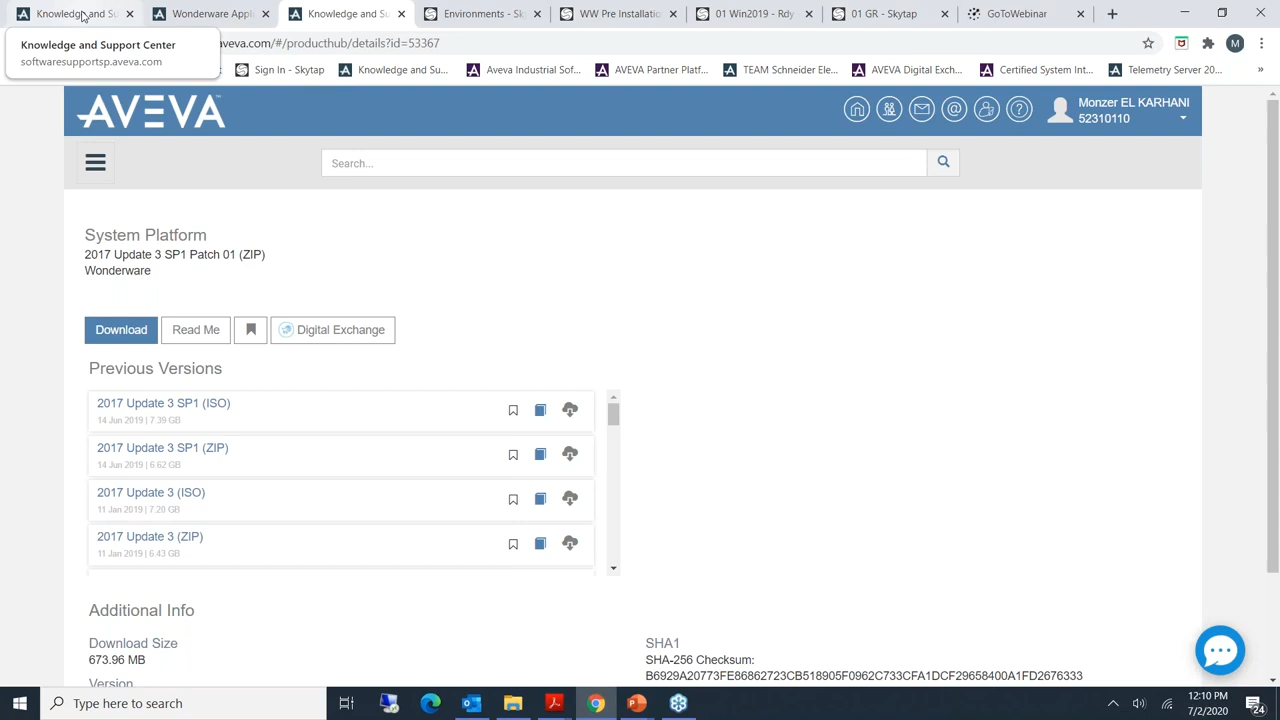 Knowledge and Su
Wonderware Appl
Knowledge and Su
Environments - Sky
WW Pre Installatio
01 Win2019 - Rdy
01 GR - Skytap
GoToWebinar
Knowledge and Support Center
softwaresupportsp.aveva.com
aveva.com/#/producthub/details?id=53367
M
Sign In - Skytap
Knowledge and Su...
Aveva Industrial Sof...
AVEVA Partner Platf...
TEAM Schneider Ele...
AVEVA Digital Exch...
Certified System Int...
Telemetry Server 20...
»
AVEVA
Monzer EL KARHANI
52310110
Search...
System Platform
2017 Update 3 SP1 Patch 01 (ZIP)
Wonderware
Download
Read Me
Digital Exchange
Previous Versions
2017 Update 3 SP1 (ISO)
14 Jun 2019 | 7.39 GB
2017 Update 3 SP1 (ZIP)
14 Jun 2019 | 6.62 GB
2017 Update 3 (ISO)
11 Jan 2019 | 7.20 GB
2017 Update 3 (ZIP)
11 Jan 2019 | 6.43 GB
Additional Info
Download Size
673.96 MB
Version
SHA1
SHA-256 Checksum:
B6929A20773FE86862723CB518905F0962C733CFA1DCF29658400A1FD2676333
Type here to search
12:10 PM
7/2/2020
24